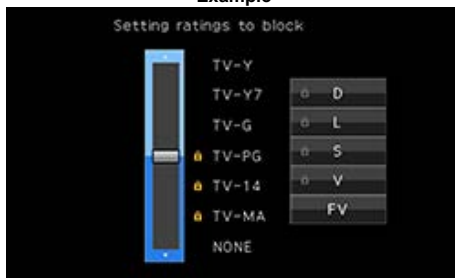 Example
Setting ratings to block
TV-Y
TV-Y7
TV-G
TV-PG
TV-14
TV-MA
NONE
D
L
S
V
FV